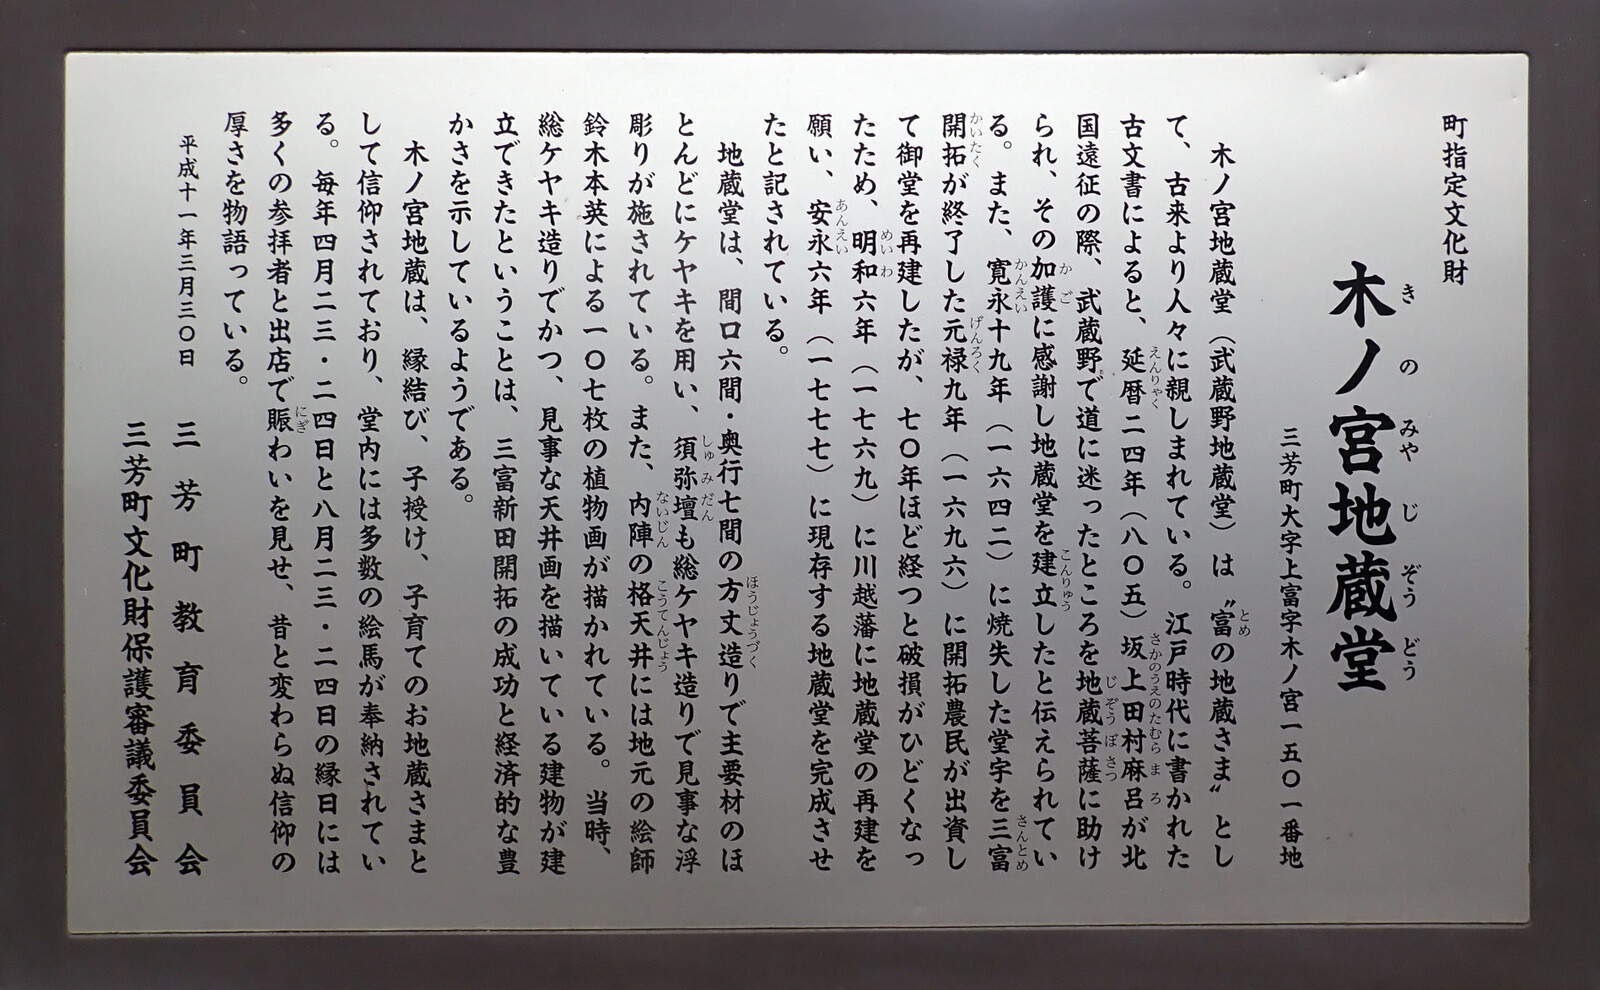 町指定文化財
木ノ宮地蔵堂
三芳町大字上富字木ノ宮一五〇一番地
木ノ宮地蔵堂（武蔵野地蔵堂）は〝富の地蔵さま〟とし
て、古来より人々に親しまれている。江戸時代に書かれた
古文書によると、延暦二四年（八〇五）坂上田村麻呂が北
国遠征の際、武蔵野で道に迷ったところを地蔵菩薩に助け
られ、その加護に感謝し地蔵堂を建立したと伝えられてい
る。また、寛永十九年（一六四二）に焼失した堂宇を三富
開拓が終了した元禄九年（一六九六）に開拓農民が出資し
て御堂を再建したが、七〇年ほど経つと破損がひどくなっ
たため、明和六年（一七六九）に川越藩に地蔵堂の再建を
願い、安永六年（一七七七）に現存する地蔵堂を完成させ
たと記されている。
地蔵堂は、間口六間・奥行七間の方丈造りで主要材のほ
とんどにケヤキを用い、須弥壇も総ケヤキ造りで見事な浮
彫りが施されている。また、内陣の格天井には地元の絵師
鈴木本英による一〇七枚の植物画が描かれている。当時、
総ケヤキ造りでかつ、見事な天井画を描いている建物が建
立できたということは、三富新田開拓の成功と経済的な豊
かさを示しているようである。
木ノ宮地蔵は、縁結び、子授け、子育てのお地蔵さまと
して信仰されており、堂内には多数の絵馬が奉納されてい
る。毎年四月二三・二四日と八月二三・二四日の縁日には
多くの参拝者と出店で賑わいを見せ、昔と変わらぬ信仰の
厚さを物語っている。
平成十一年三月三〇日
三芳町教育委員会
三芳町文化財保護審議委員会